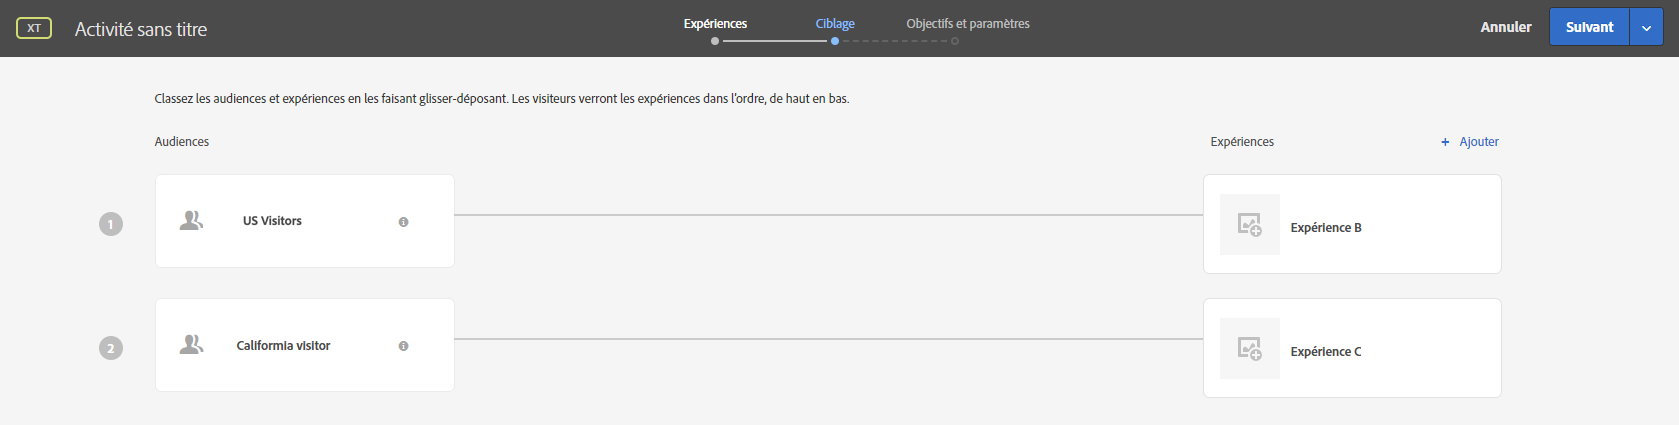 XT Activité sans titre Expériences Ciblage Objectifs et paramètres Annuler Suivant
Classez les audiences et expériences en les faisant glisser-déposant. Les visiteurs verront les expériences dans l'ordre, de haut en bas.
Audiences Expériences + Ajouter
1 US Visitors Expérience B
2 Califormia visitor Expérience C